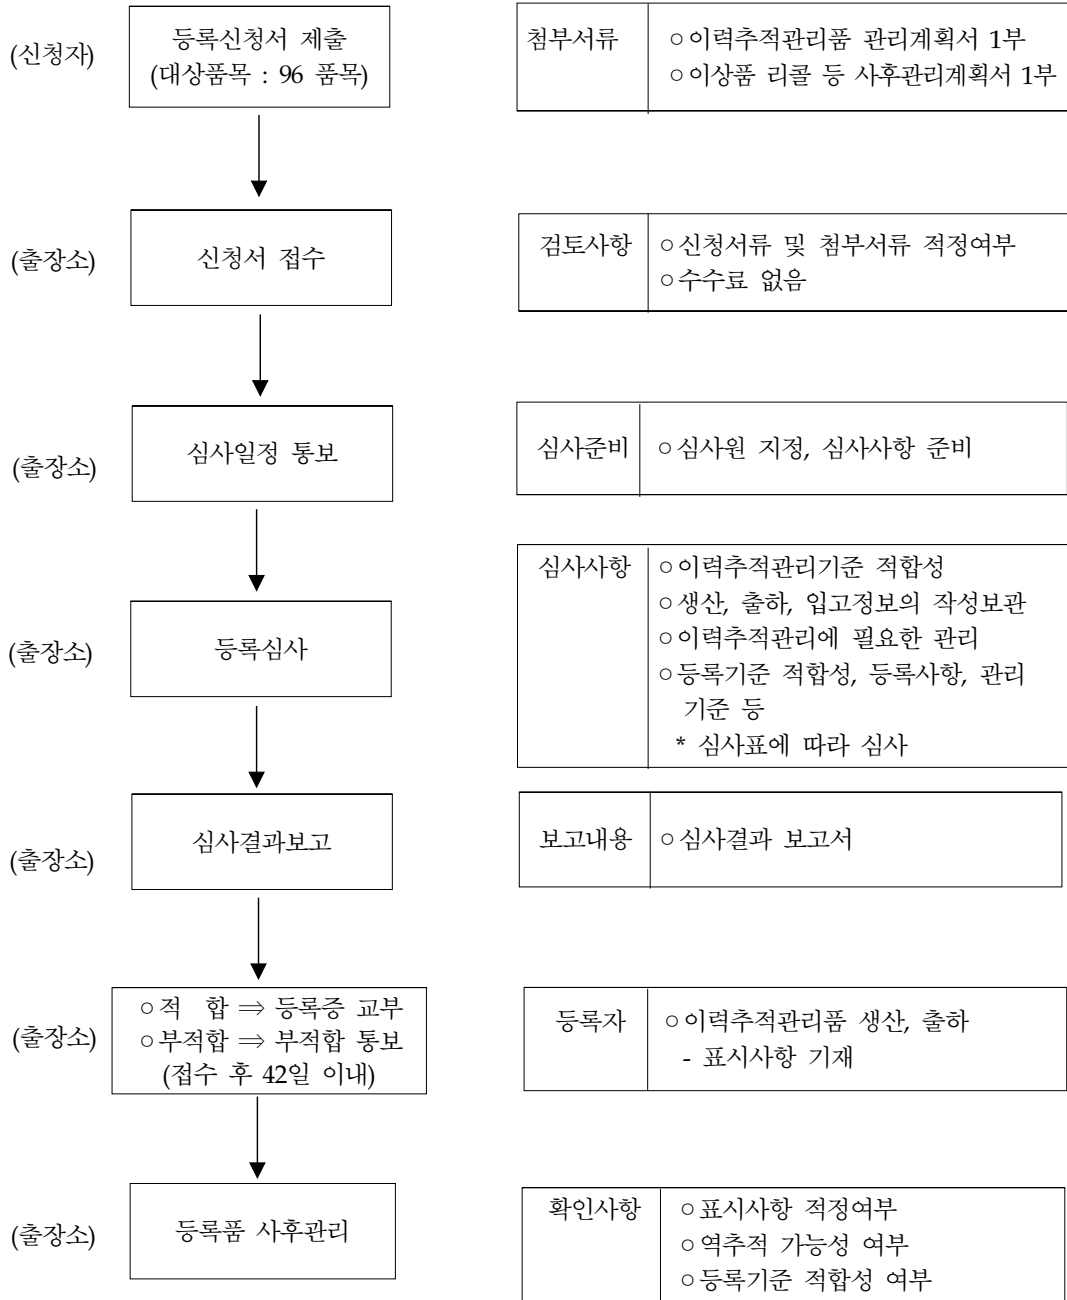 (신청자)
등록신청서 제출
(대상품목 : 96 품목)
첨부서류
○이력추적관리품 관리계획서 1부
○이상품 리콜 등 사후관리계획서 1부
(출장소)
신청서 접수
검토사항
○신청서류 및 첨부서류 적정여부
○수수료 없음
(출장소)
심사일정 통보
심사준비
○심사원 지정, 심사사항 준비
(출장소)
등록심사
심사사항
○이력추적관리기준 적합성
○생산, 출하, 입고정보의 작성보관
○이력추적관리에 필요한 관리
○등록기준 적합성, 등록사항, 관리
기준 등
* 심사표에 따라 심사
(출장소)
심사결과보고
보고내용
○심사결과 보고서
(출장소)
○적 합 ⇒ 등록증 교부
○부적합 ⇒ 부적합 통보
(접수 후 42일 이내)
등록자
○이력추적관리품 생산, 출하
- 표시사항 기재
(출장소)
등록품 사후관리
확인사항
○표시사항 적정여부
○역추적 가능성 여부
○등록기준 적합성 여부